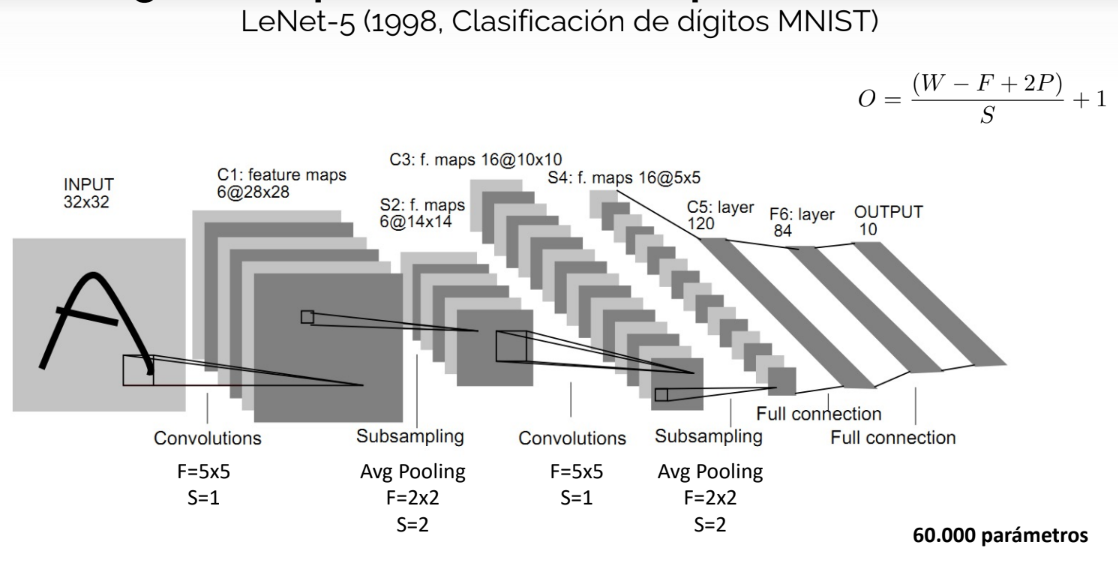 LeNet-5 (1998, Clasificación de dígitos MNIST)
O = (W − F + 2P) / S + 1
INPUT
32x32
C1: feature maps
6@28x28
S2: f. maps
6@14x14
C3: f. maps 16@10x10
S4: f. maps 16@5x5
C5: layer
120
F6: layer
84
OUTPUT
10
Convolutions
F=5x5
S=1
Subsampling
Avg Pooling
F=2x2
S=2
Convolutions
F=5x5
S=1
Subsampling
Avg Pooling
F=2x2
S=2
Full connection
Full connection
60.000 parámetros